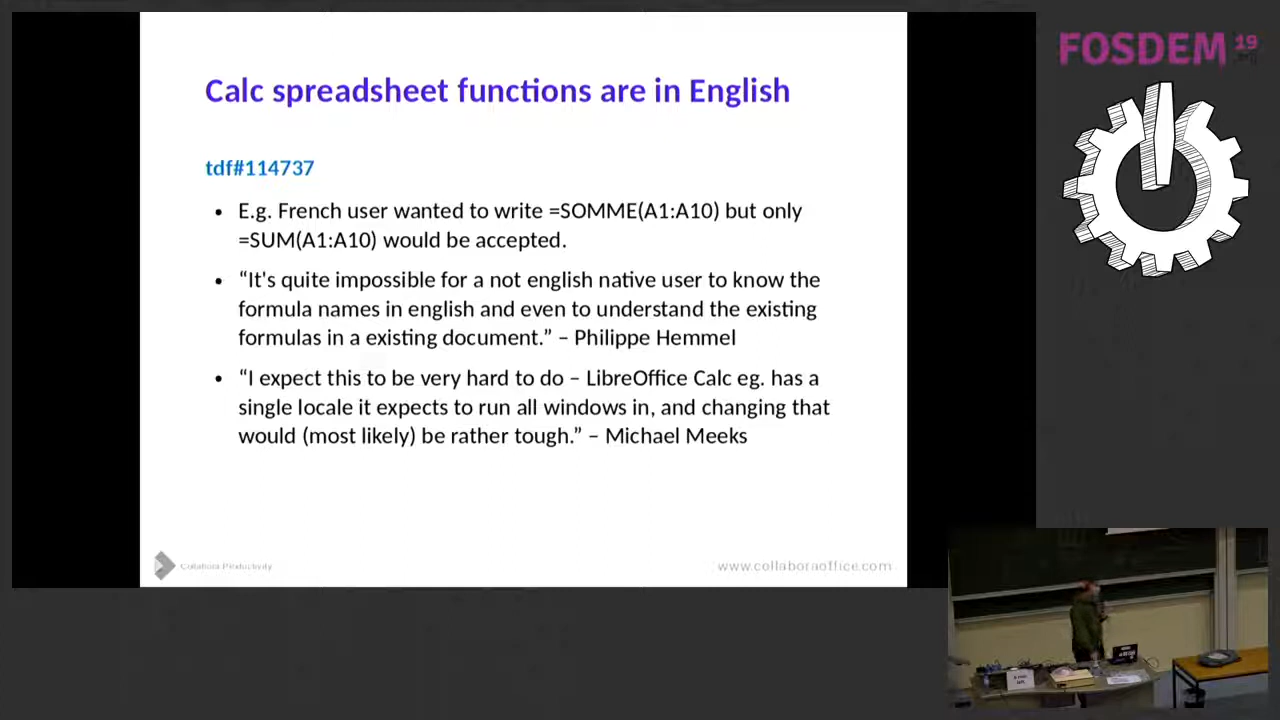 FOSDEM 19
.org
Calc spreadsheet functions are in English
tdf#114737
• E.g. French user wanted to write =SOMME(A1:A10) but only
=SUM(A1:A10) would be accepted.
• “It's quite impossible for a not english native user to know the
formula names in english and even to understand the existing
formulas in a existing document.” – Philippe Hemmel
• “I expect this to be very hard to do – LibreOffice Calc eg. has a
single locale it expects to run all windows in, and changing that
would (most likely) be rather tough.” – Michael Meeks
Collabora Productivity
www.collaboraoffice.com